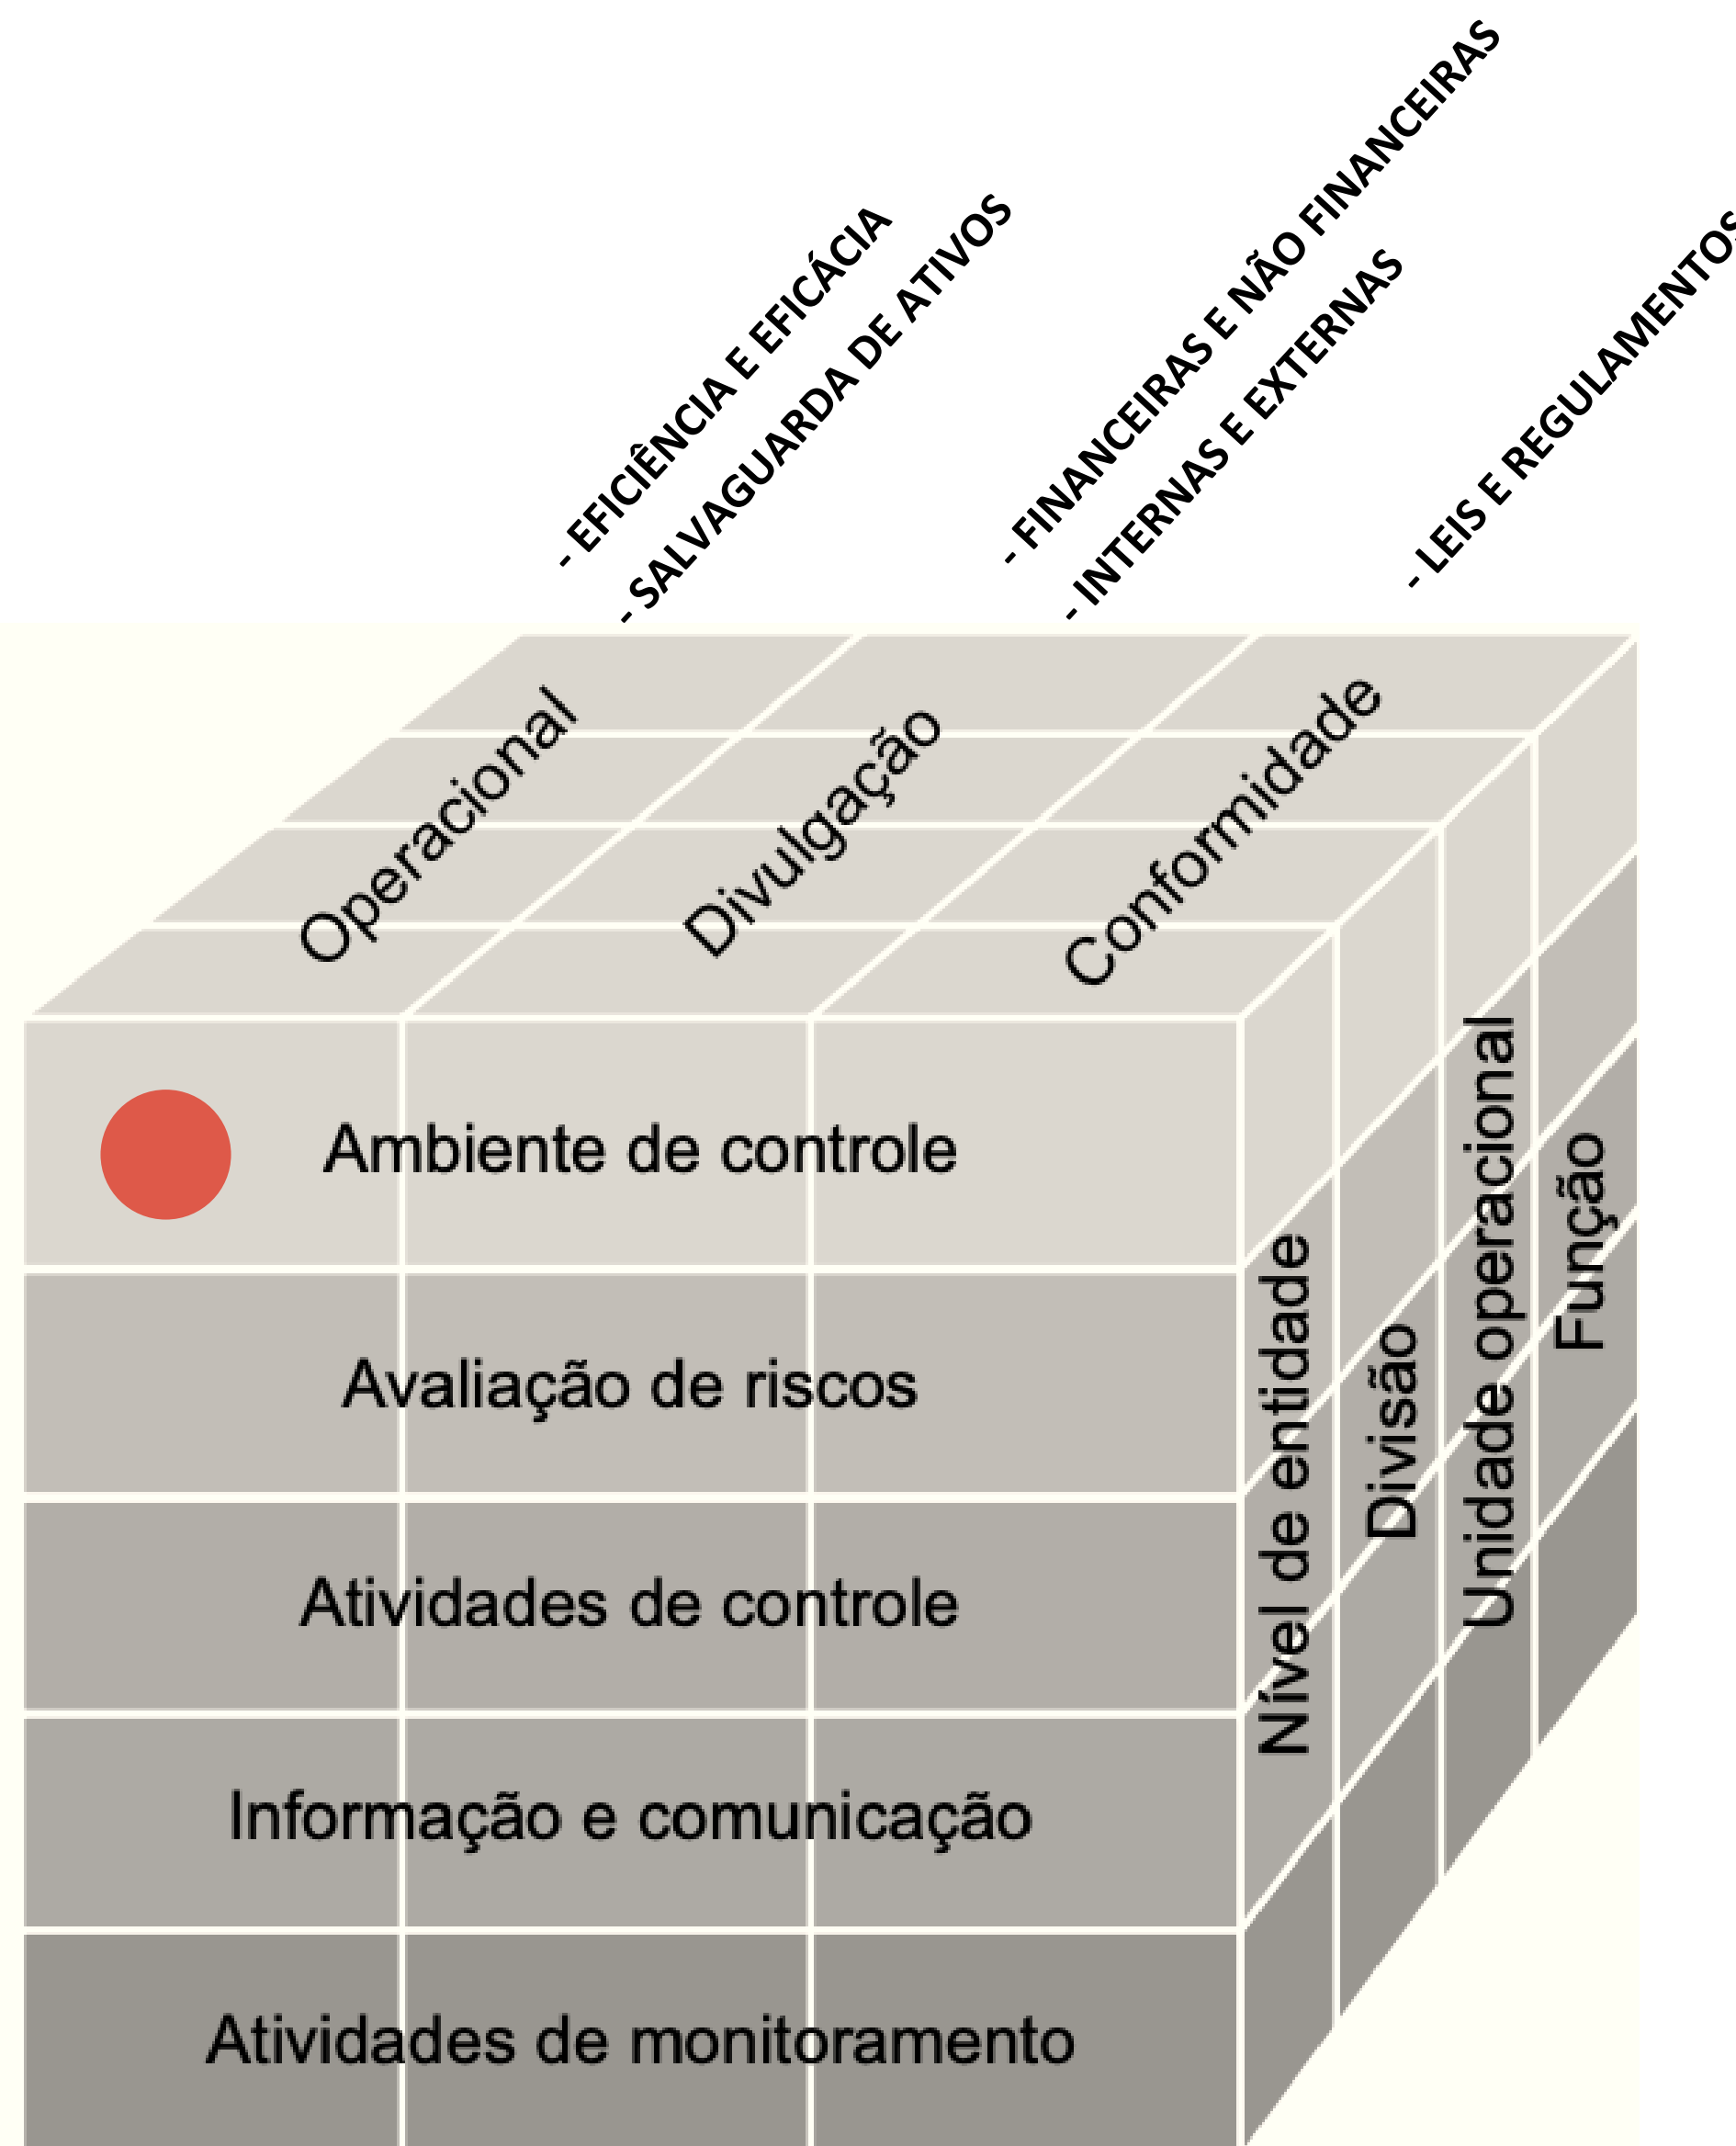 - EFICIÊNCIA E EFICÁCIA
- SALVAGUARDA DE ATIVOS
- FINANCEIRAS E NÃO FINANCEIRAS
- INTERNAS E EXTERNAS
- LEIS E REGULAMENTOS
Operacional
Divulgação
Conformidade
Ambiente de controle
Avaliação de riscos
Atividades de controle
Informação e comunicação
Atividades de monitoramento
Nível de entidade
Divisão
Unidade operacional
Função